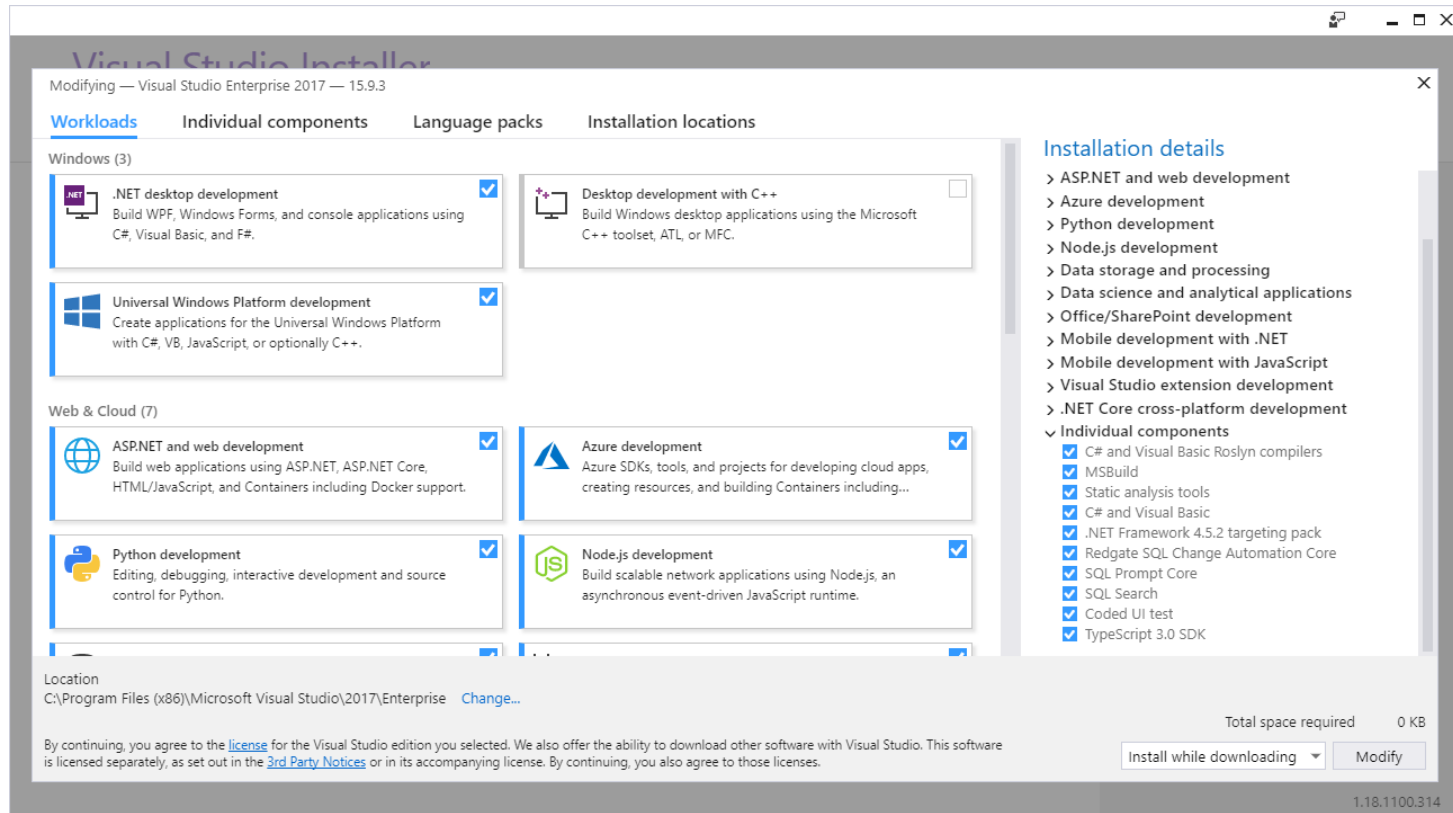 Visual Studio Installer
Modifying — Visual Studio Enterprise 2017 — 15.9.3
Workloads
Individual components
Language packs
Installation locations
Windows (3)
.NET
.NET desktop development
Build WPF, Windows Forms, and console applications using
C#, Visual Basic, and F#.
Desktop development with C++
Build Windows desktop applications using the Microsoft
C++ toolset, ATL, or MFC.
Universal Windows Platform development
Create applications for the Universal Windows Platform
with C#, VB, JavaScript, or optionally C++.
Web & Cloud (7)
ASP.NET and web development
Build web applications using ASP.NET, ASP.NET Core,
HTML/JavaScript, and Containers including Docker support.
Azure development
Azure SDKs, tools, and projects for developing cloud apps,
creating resources, and building Containers including...
Python development
Editing, debugging, interactive development and source
control for Python.
JS
Node.js development
Build scalable network applications using Node.js, an
asynchronous event-driven JavaScript runtime.
Installation details
ASP.NET and web development
Azure development
Python development
Node.js development
Data storage and processing
Data science and analytical applications
Office/SharePoint development
Mobile development with .NET
Mobile development with JavaScript
Visual Studio extension development
.NET Core cross-platform development
Individual components
C# and Visual Basic Roslyn compilers
MSBuild
Static analysis tools
C# and Visual Basic
.NET Framework 4.5.2 targeting pack
Redgate SQL Change Automation Core
SQL Prompt Core
SQL Search
Coded UI test
TypeScript 3.0 SDK
Location
C:\Program Files (x86)\Microsoft Visual Studio\2017\Enterprise Change...
Total space required 0 KB
By continuing, you agree to the license for the Visual Studio edition you selected. We also offer the ability to download other software with Visual Studio. This software
is licensed separately, as set out in the 3rd Party Notices or in its accompanying license. By continuing, you also agree to those licenses.
Install while downloading
Modify
1.18.1100.314